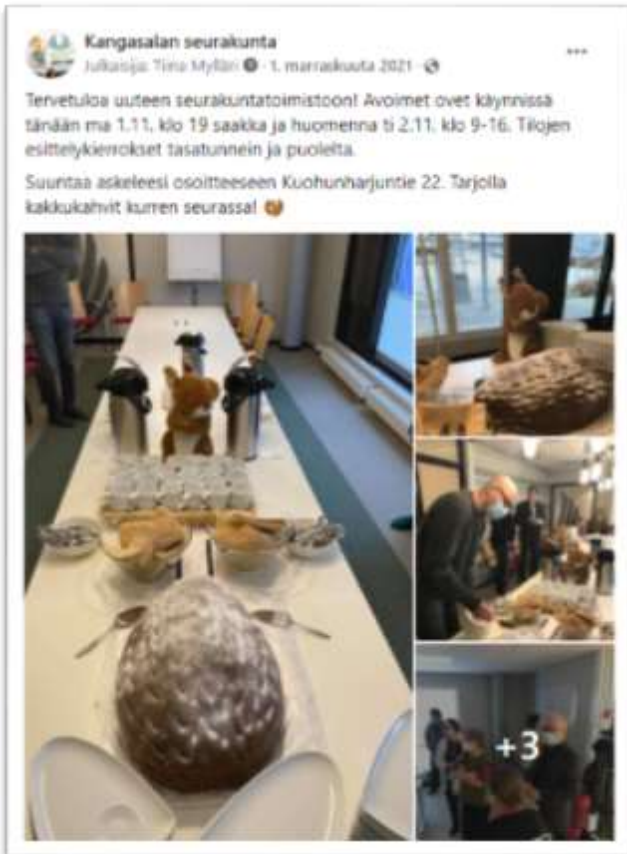 Kangasalan seurakunta
Julkaisija: Tiina Mylläri · 1. marraskuuta 2021 ·
Tervetuloa uuteen seurakuntatoimistoon! Avoimet ovet käynnissä
tänään ma 1.11. klo 19 saakka ja huomenna ti 2.11. klo 9-16. Tilojen
esittelykierrokset tasatunnein ja puolelta.
Suuntaa askeleesi osoitteeseen Kuohunharjuntie 22. Tarjolla
kakkukahvit kurren seurassa!
+3